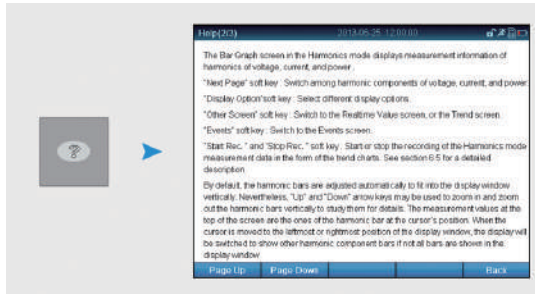 Help(2/3) 2013-06-25 12:00:00
The Bar Graph screen in the Harmonics mode displays measurement information of
harmonics of voltage, current, and power .
"Next Page" soft key : Switch among harmonic components of voltage, current, and power
"Display Option"soft key : Select different display options.
"Other Screen" soft key : Switch to the Realtime Value screen, or the Trend screen.
"Events" soft key : Switch to the Events screen.
"Start Rec. " and "Stop Rec. " soft key : Start or stop the recording of the Harmonics mode
measurement data in the form of the trend charts. See section 6.5 for a detailed
description.
By default, the harmonic bars are adjusted automatically to fit into the display window
vertically. Nevertheless, "Up" and "Down" arrow keys may be used to zoom in and zoom
out the harmonic bars vertically to study them for details. The measurement values at the
top of the screen are the ones of the harmonic bar at the cursor's position. When the
cursor is moved to the leftmost or rightmost position of the display window, the display will
be switched to show other harmonic component bars if not all bars are shown in the
display window
Page Up Page Down Back
?